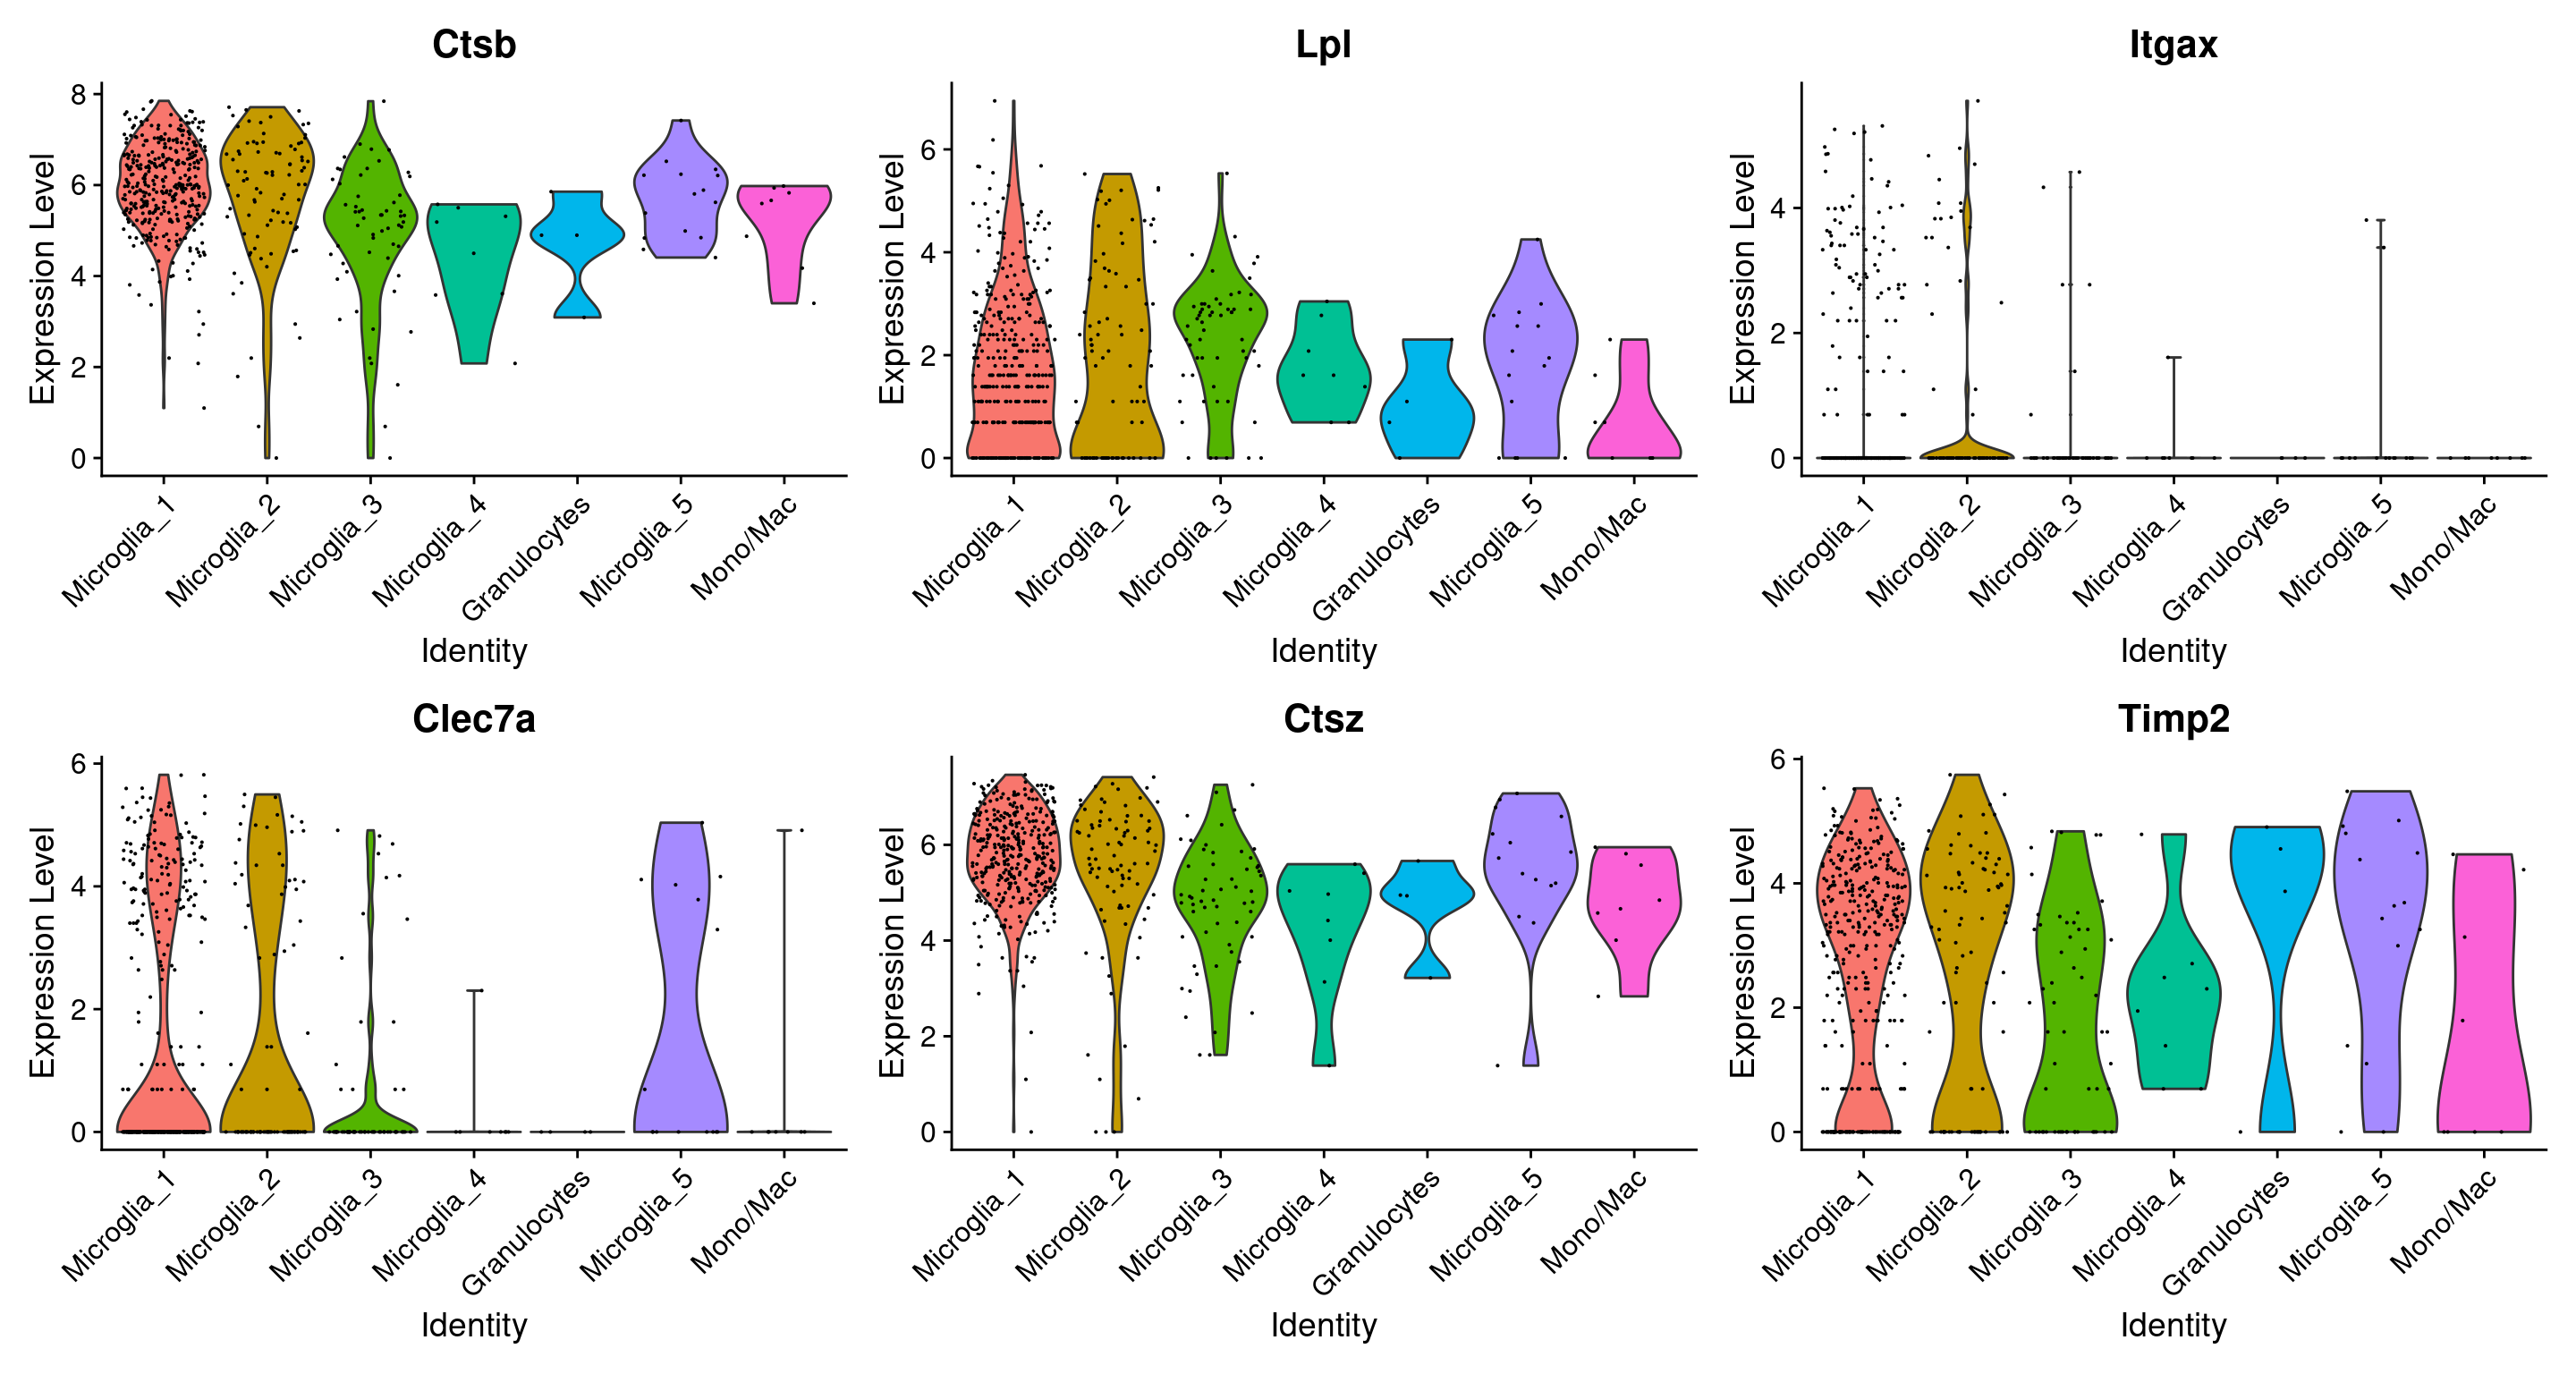 Ctsb
Expression Level
8
6
4
2
0
Microglia_1
Microglia_2
Microglia_3
Microglia_4
Granulocytes
Microglia_5
Mono/Mac
Identity
Lpl
Expression Level
6
4
2
0
Microglia_1
Microglia_2
Microglia_3
Microglia_4
Granulocytes
Microglia_5
Mono/Mac
Identity
Itgax
Expression Level
4
2
0
Microglia_1
Microglia_2
Microglia_3
Microglia_4
Granulocytes
Microglia_5
Mono/Mac
Identity
Clec7a
Expression Level
6
4
2
0
Microglia_1
Microglia_2
Microglia_3
Microglia_4
Granulocytes
Microglia_5
Mono/Mac
Identity
Ctsz
Expression Level
6
4
2
0
Microglia_1
Microglia_2
Microglia_3
Microglia_4
Granulocytes
Microglia_5
Mono/Mac
Identity
Timp2
Expression Level
6
4
2
0
Microglia_1
Microglia_2
Microglia_3
Microglia_4
Granulocytes
Microglia_5
Mono/Mac
Identity